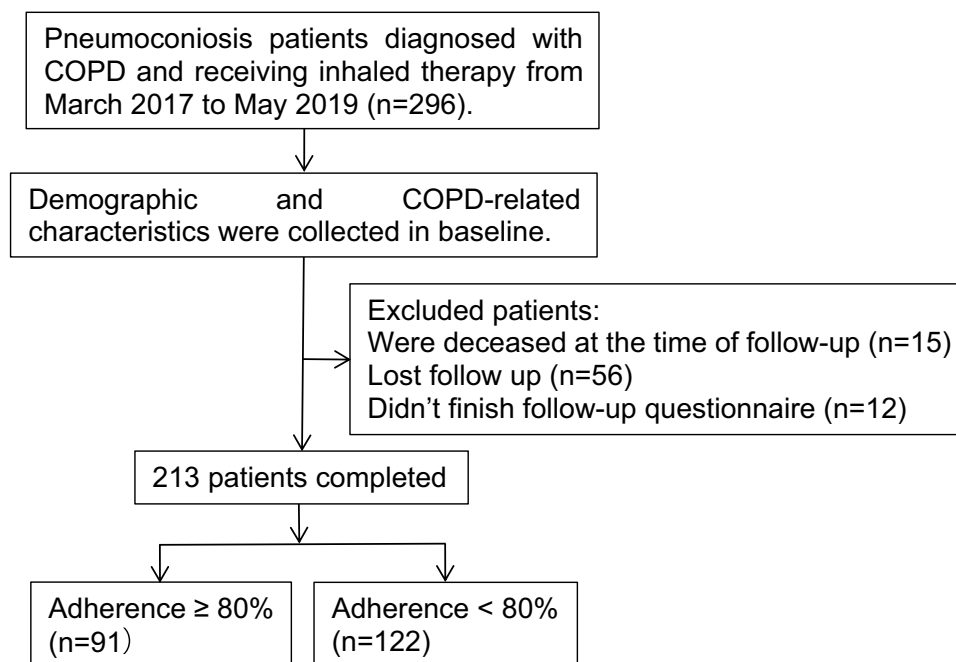 Pneumoconiosis patients diagnosed with
COPD and receiving inhaled therapy from
March 2017 to May 2019 (n=296).
Demographic and COPD-related
characteristics were collected in baseline.
Excluded patients:
Were deceased at the time of follow-up (n=15)
Lost follow up (n=56)
Didn’t finish follow-up questionnaire (n=12)
213 patients completed
Adherence ≥ 80%
(n=91）
Adherence < 80%
(n=122)